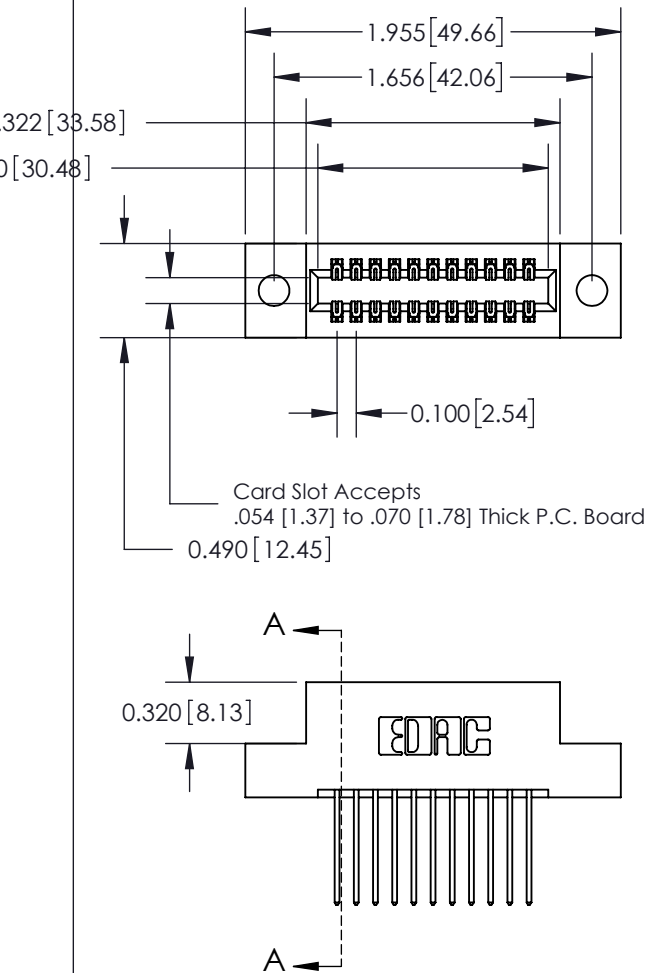 1.955[49.66]
1.656[42.06]
.322[33.58]
0[30.48]
0.100[2.54]
Card Slot Accepts
.054 [1.37] to .070 [1.78] Thick P.C. Board
0.490[12.45]
A
0.320[8.13]
EDAC
A